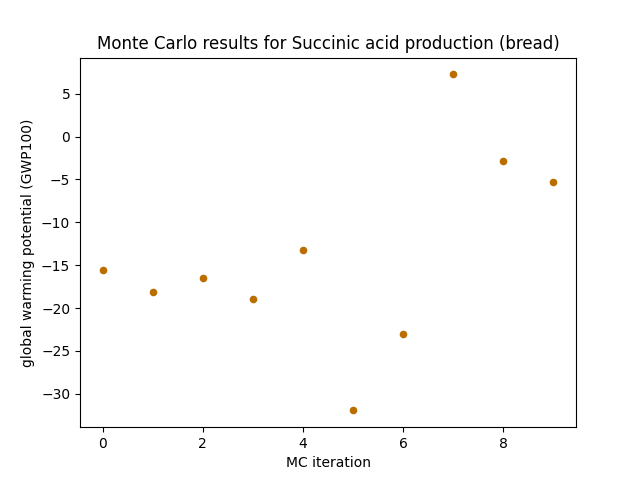 Monte Carlo results for Succinic acid production (bread)
global warming potential (GWP100)
5
0
−5
−10
−15
−20
−25
−30
0 2 4 6 8
MC iteration